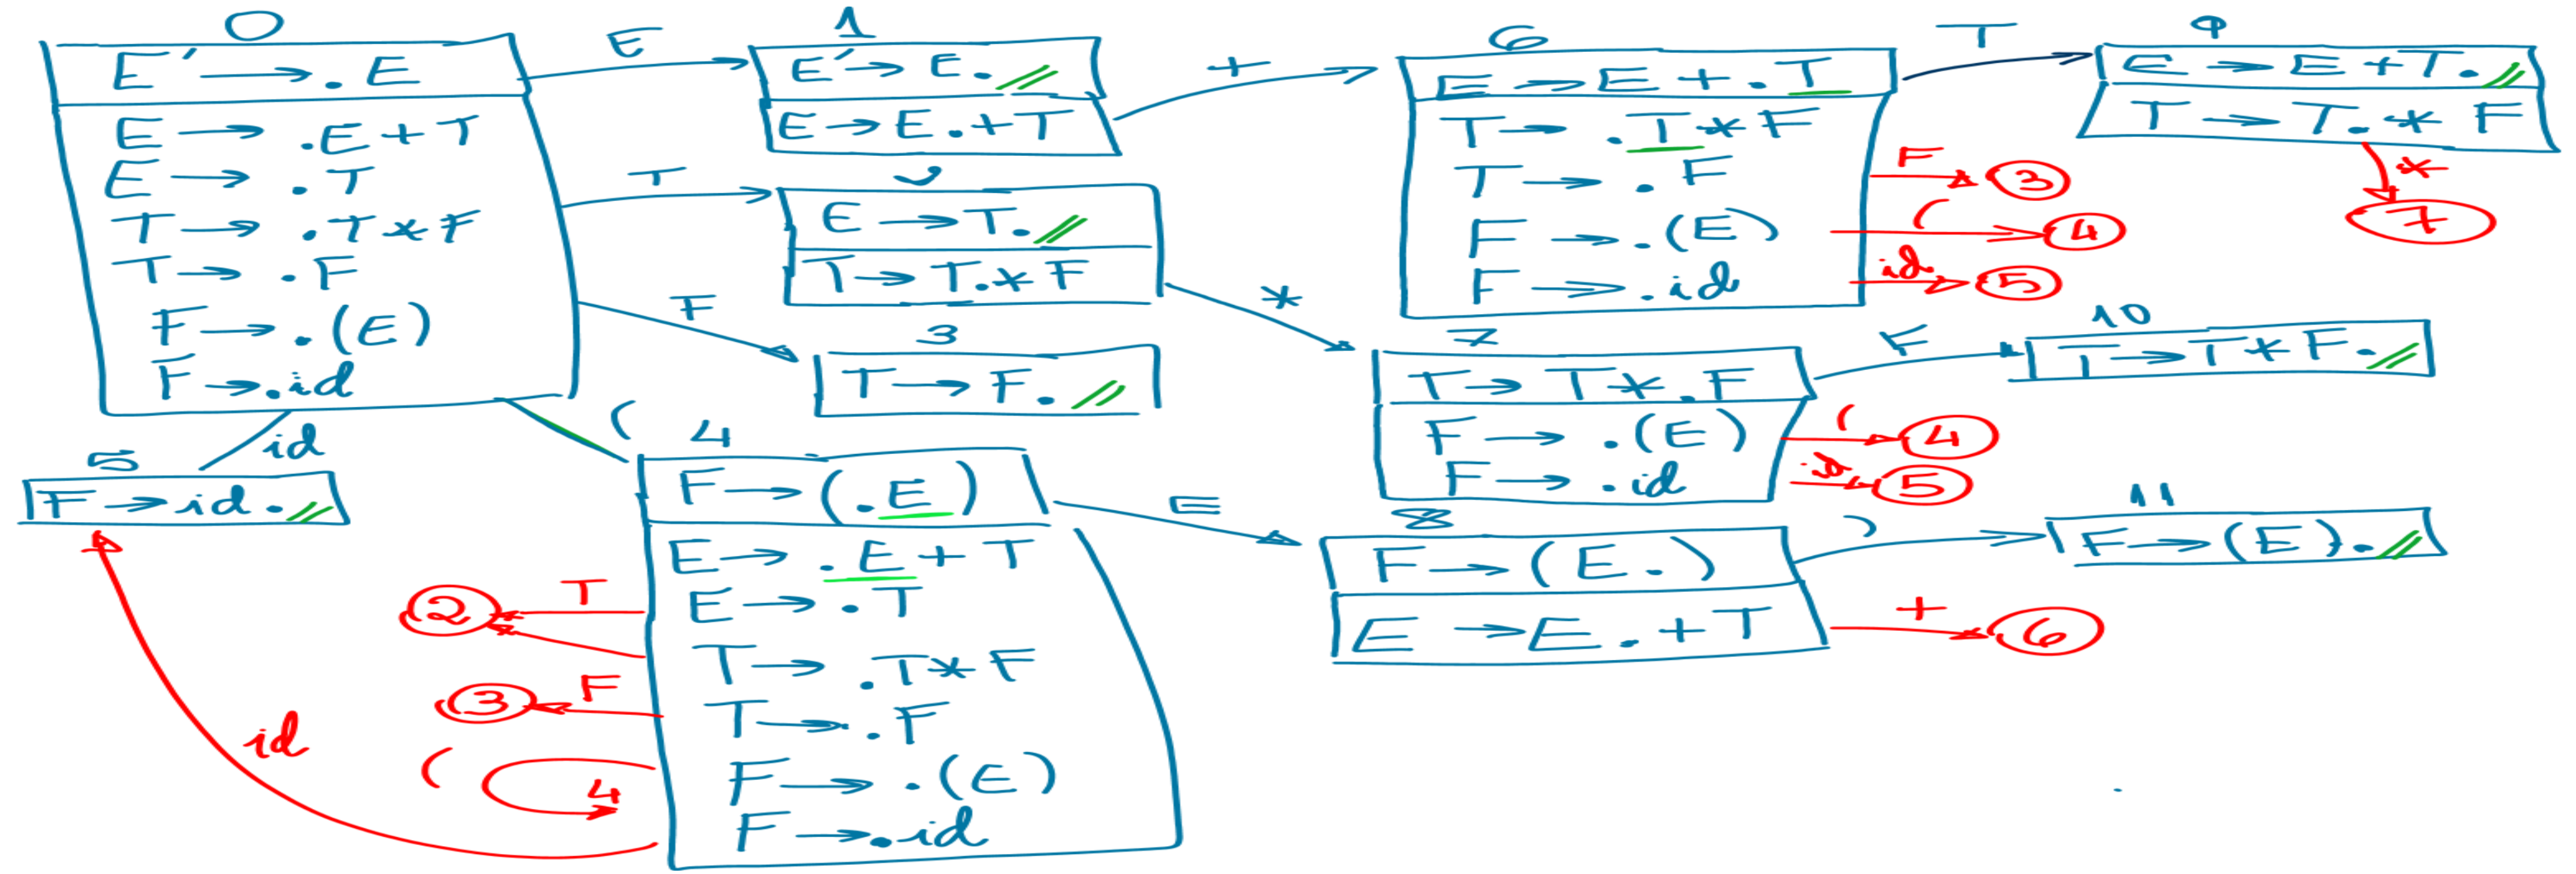 0
E' → . E
E → . E + T
E → . T
T → . T * F
T → . F
F → . (E)
F → . id
E
T
F
(
id
1
E' → E .
E → E . + T
+
E → T .
T → T . * F
*
3
T → F .
4
F → ( . E )
E → . E + T
E → . T
T → . T * F
T → . F
F → . (E)
F → . id
T
2
F
3
(
4
id
E
5
F → id .
6
E → E + . T
T → . T * F
T → . F
F → . (E)
F → . id
T
F
3
(
4
id
5
7
T → T * . F
F → . (E)
F → . id
F
(
4
id
5
8
F → ( E . )
E → E . + T
)
+
6
9
E → E + T .
T → T . * F
*
7
10
T → T * F .
11
F → (E) .